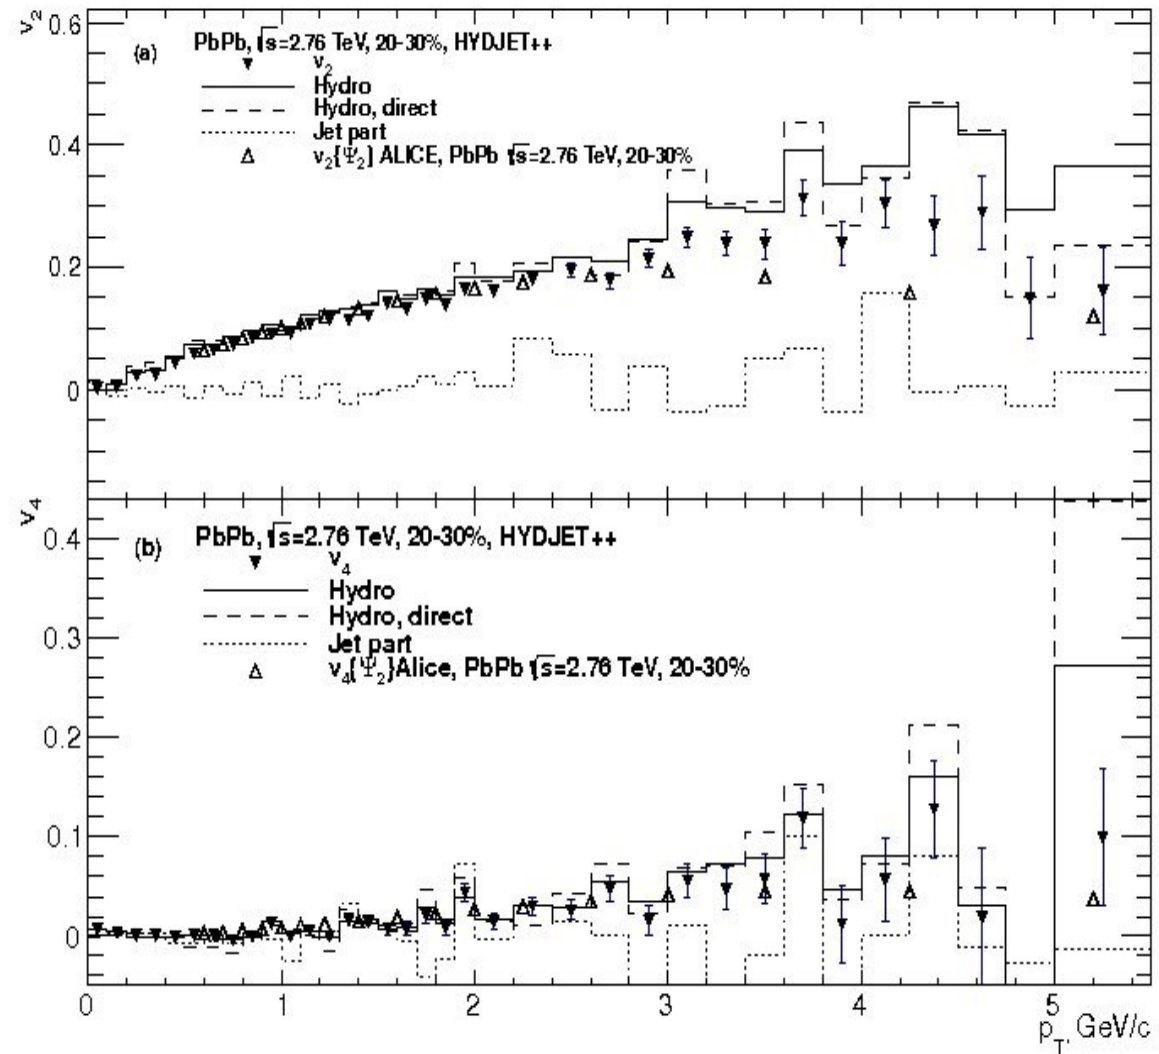 v2
0.6
(a)
PbPb, √s=2.76 TeV, 20-30%, HYDJET++
v2
Hydro
Hydro, direct
Jet part
v2{Ψ2} ALICE, PbPb √s=2.76 TeV, 20-30%
0.4
0.2
0
v4
0.4
(b)
PbPb, √s=2.76 TeV, 20-30%, HYDJET++
v4
Hydro
Hydro, direct
Jet part
v4{Ψ2}Alice, PbPb √s=2.76 TeV, 20-30%
0.3
0.2
0.1
0
0 1 2 3 4 5
pT, GeV/c